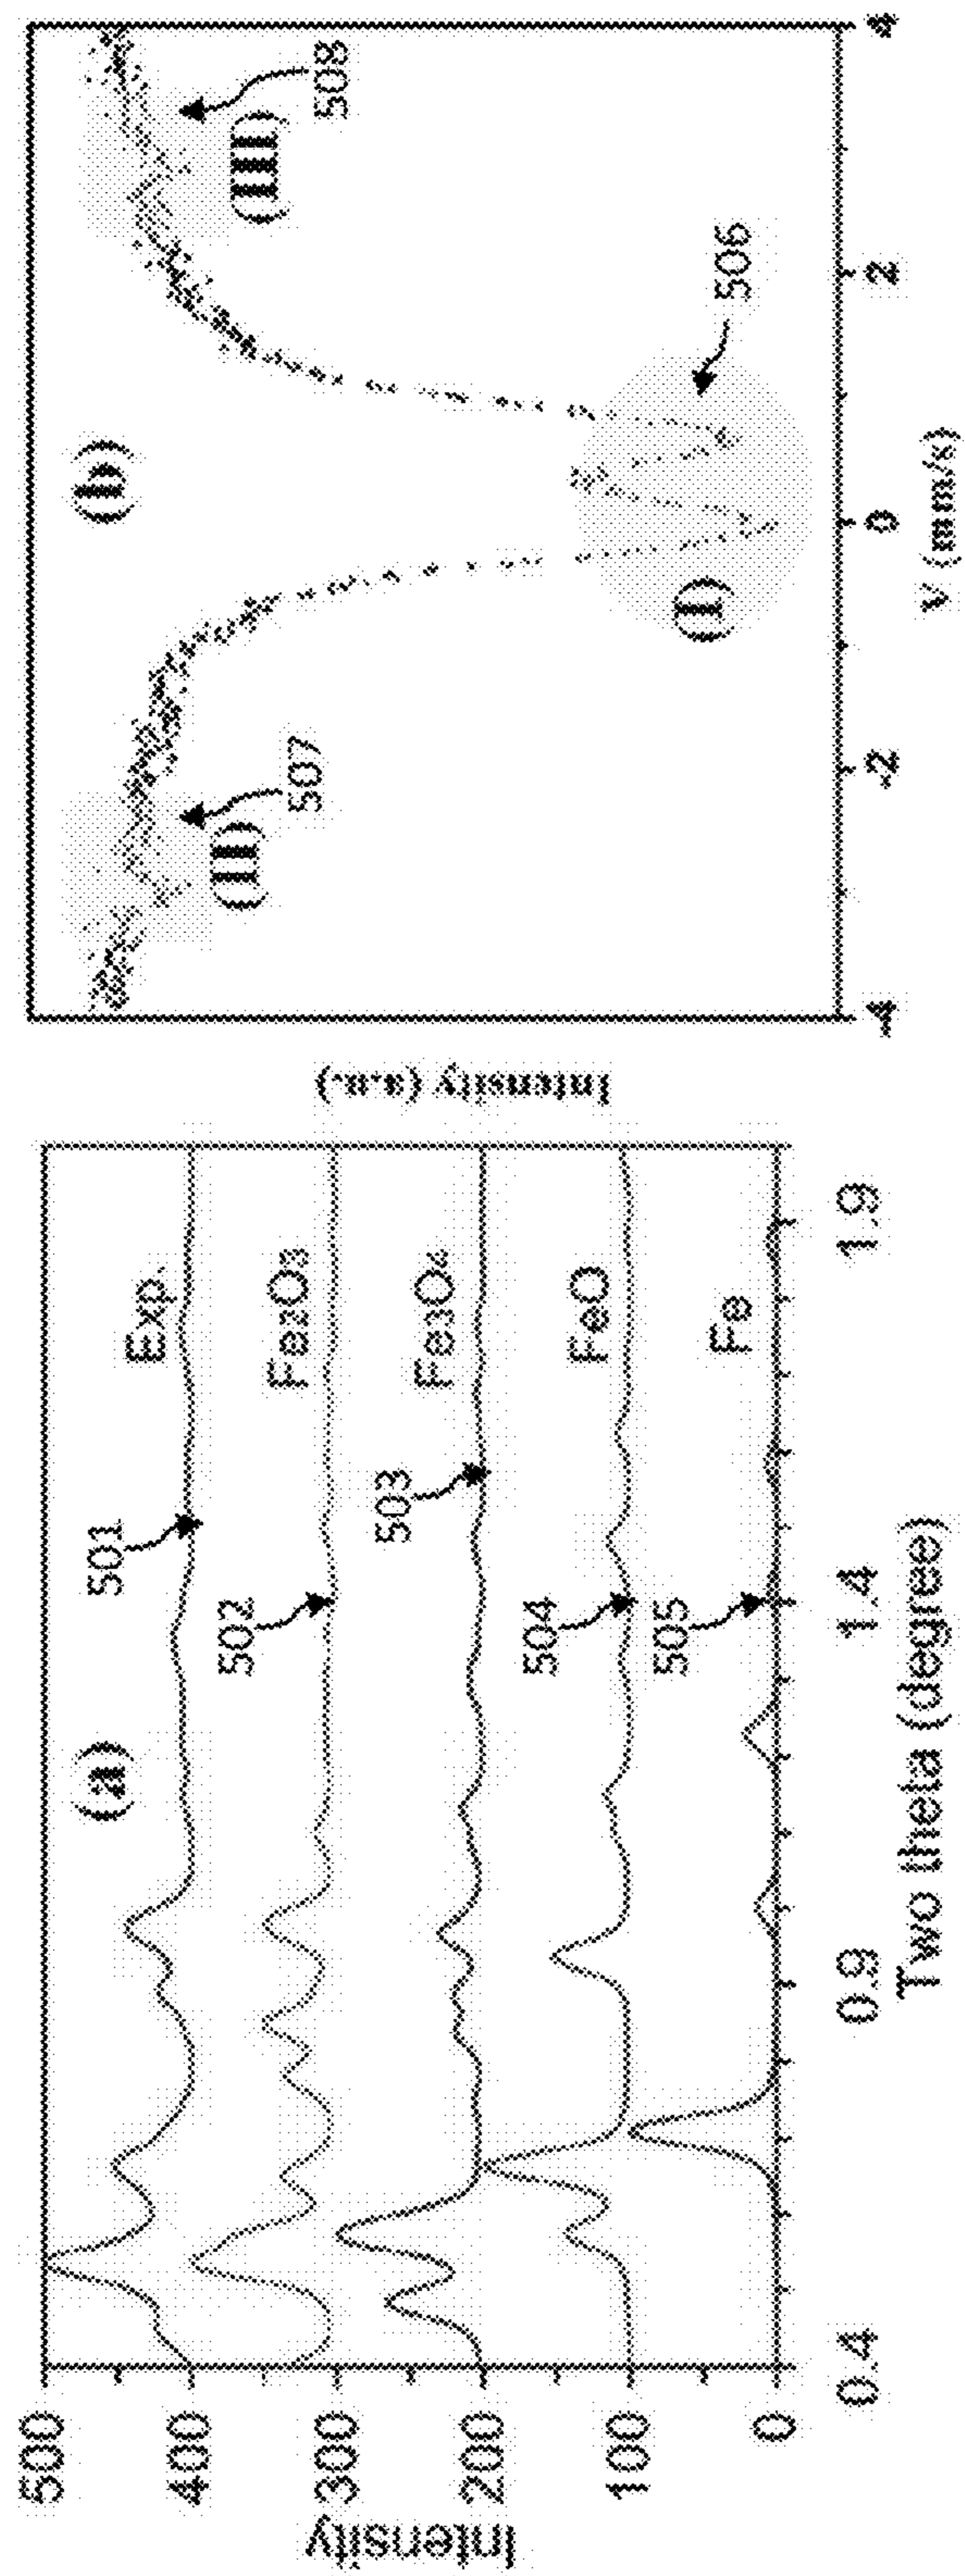 (a)
501
Exp.
502
Fe2O3
503
Fe3O4
504
FeO
505
Fe
500
400
300
200
100
0
Intensity
0.4
0.9
1.4
1.9
Two theta (degree)
(b)
507
(II)
508
(III)
506
(I)
Intensity (a.u.)
-4
-2
0
2
4
V (mm/s)